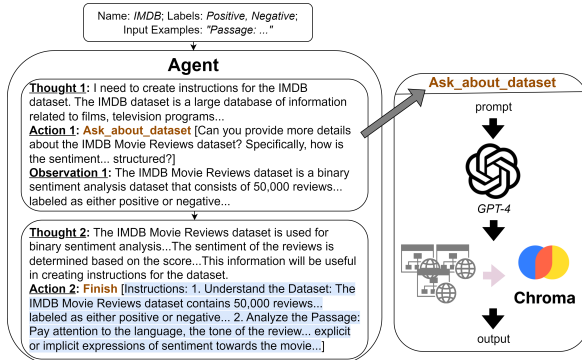 Name: IMDB; Labels: Positive, Negative;
Input Examples: "Passage: ..."
Agent
Thought 1: I need to create instructions for the IMDB
dataset. The IMDB dataset is a large database of information
related to films, television programs...
Action 1: Ask_about_dataset [Can you provide more details
about the IMDB Movie Reviews dataset? Specifically, how is
the sentiment... structured?]
Observation 1: The IMDB Movie Reviews dataset is a binary
sentiment analysis dataset that consists of 50,000 reviews...
labeled as either positive or negative...
Thought 2: The IMDB Movie Reviews dataset is used for
binary sentiment analysis...The sentiment of the reviews is
determined based on the score...This information will be useful
in creating instructions for the dataset.
Action 2: Finish [Instructions: 1. Understand the Dataset: The
IMDB Movie Reviews dataset contains 50,000 reviews...
labeled as either positive or negative... 2. Analyze the Passage:
Pay attention to the language, the tone of the review... explicit
or implicit expressions of sentiment towards the movie...]
Ask_about_dataset
prompt
GPT-4
Chroma
output